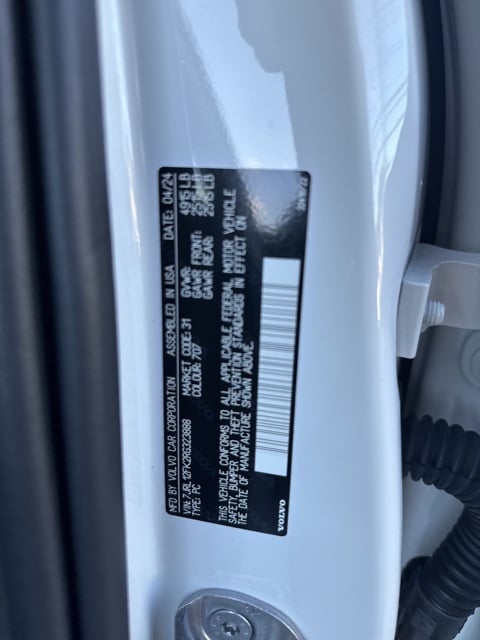 MFD. BY VOLVO CAR CORPORATION ASSEMBLED IN USA DATE: 04/24
VIN: 7JRL12FK2RG323888 GVWR: 4915 LB
TYPE: PC MARKET CODE: 31 GAWR FRONT: 2515 LB
COLOUR: 707 GAWR REAR: 2515 LB
THIS VEHICLE CONFORMS TO ALL APPLICABLE FEDERAL MOTOR VEHICLE
SAFETY, BUMPER AND THEFT PREVENTION STANDARDS IN EFFECT ON
THE DATE OF MANUFACTURE SHOWN ABOVE.
VOLVO